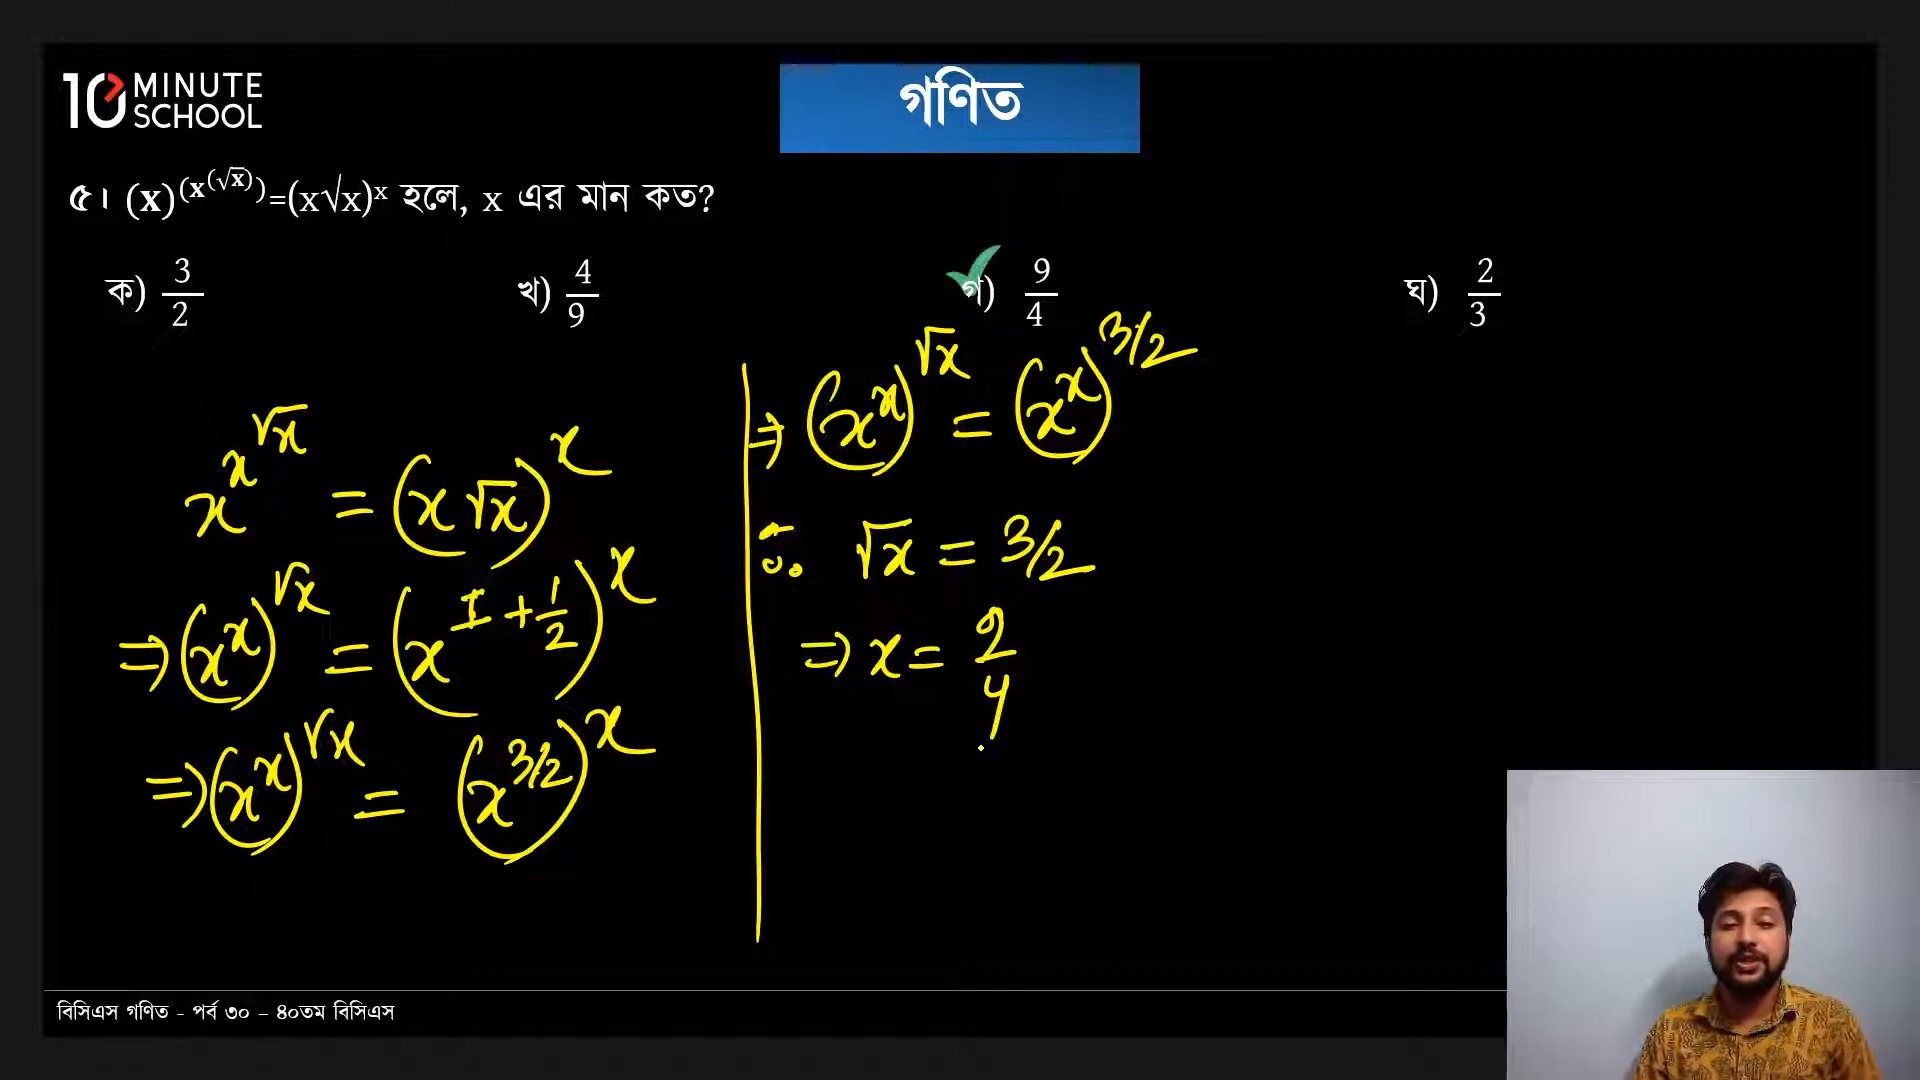 10 MINUTE SCHOOL
গণিত
৫। (x)^(x^(√x))=(x√x)^x হলে, x এর মান কত?
ক) 3/2 খ) 4/9 গ) 9/4 ঘ) 2/3
x^x^√x = (x √x)^x
⇒ (x^x)^√x = (x^(1 + 1/2))^x
⇒ (x^x)^√x = (x^3/2)^x
⇒ (x^x)^√x = (x^x)^3/2
∴ √x = 3/2
⇒ x = 9/4
বিসিএস গণিত - পর্ব ৩০ – ৪০তম বিসিএস